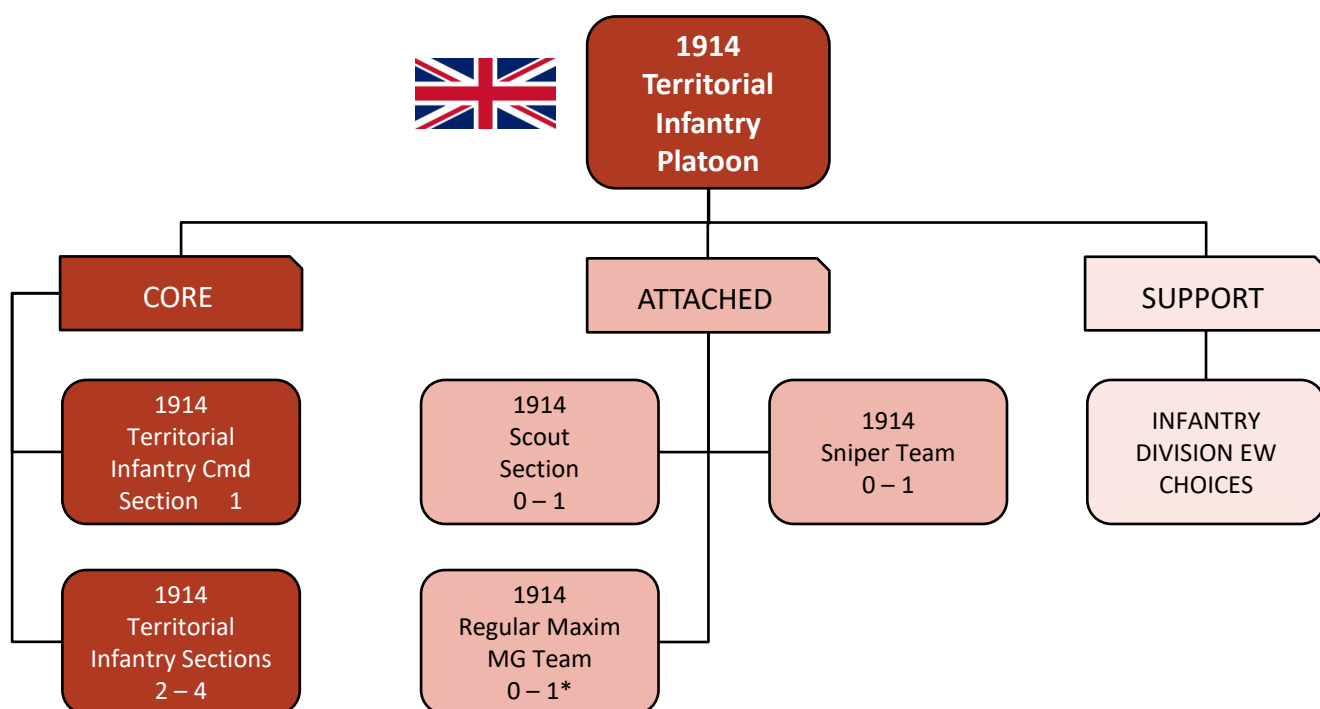 1914
Territorial
Infantry
Platoon
CORE
ATTACHED
SUPPORT
1914
Territorial
Infantry Cmd
Section 1
1914
Scout
Section
0 – 1
1914
Sniper Team
0 – 1
INFANTRY
DIVISION EW
CHOICES
1914
Territorial
Infantry Sections
2 – 4
1914
Regular Maxim
MG Team
0 – 1*